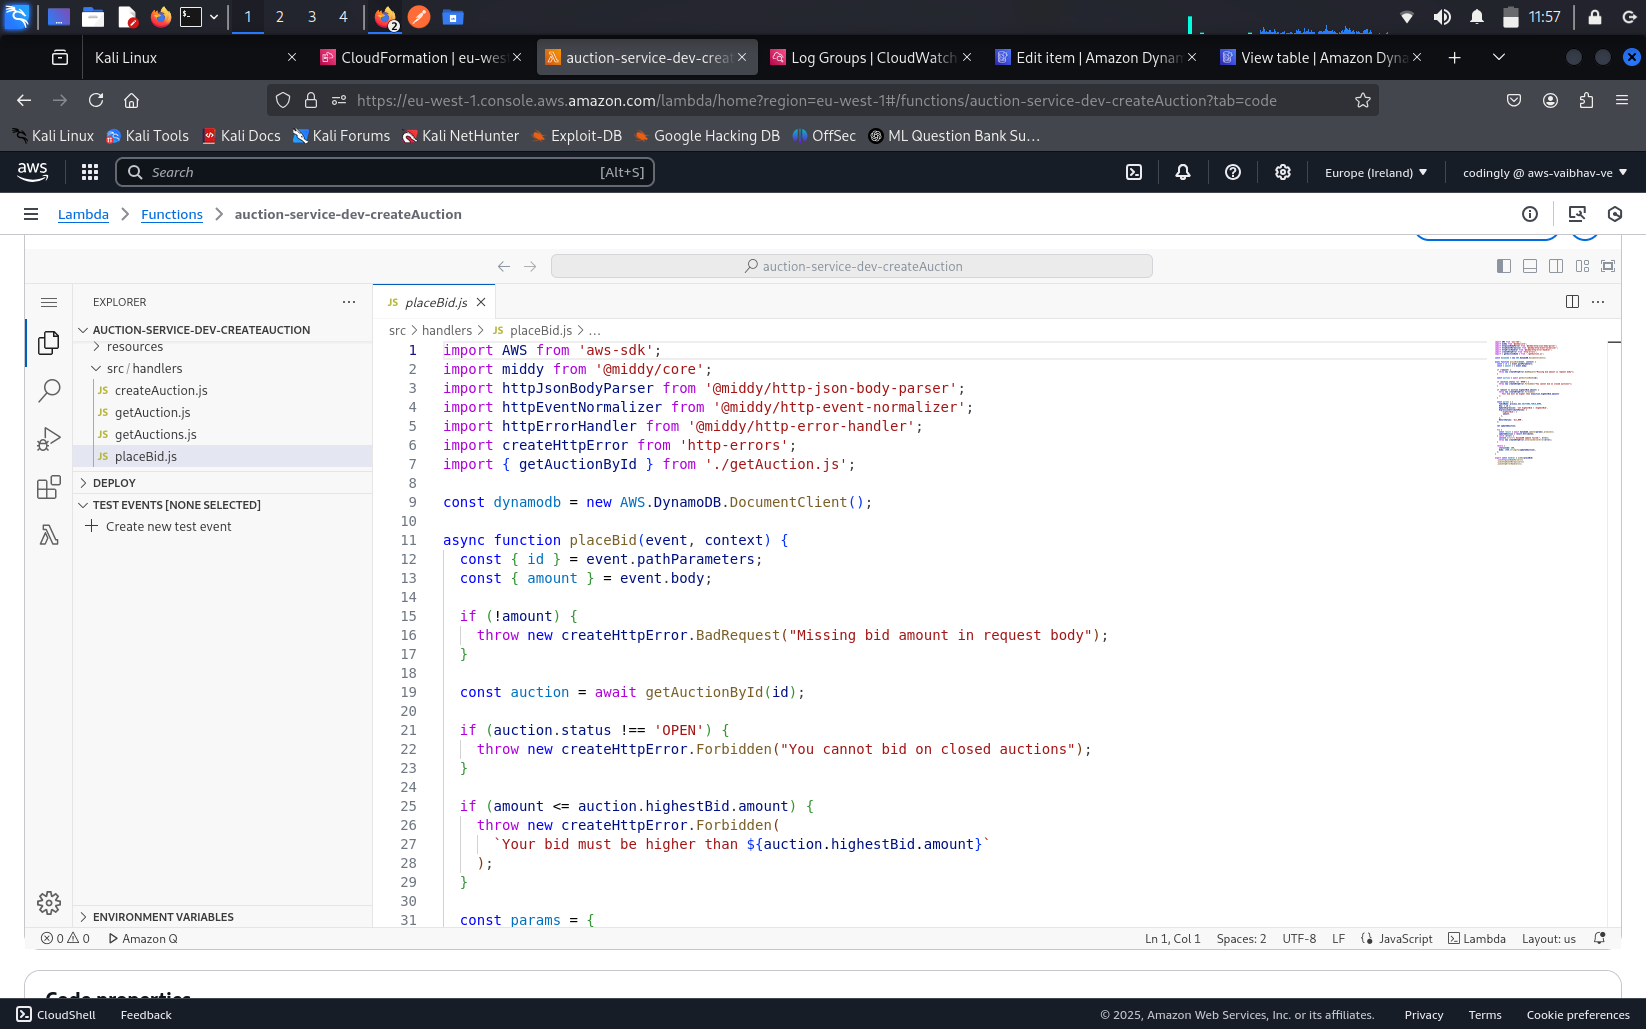 1 2 3 4 2 11:57
Kali Linux
CloudFormation | eu-wes
auction-service-dev-creat
Log Groups | CloudWatch
Edit item | Amazon Dynam
View table | Amazon Dyna
https://eu-west-1.console.aws.amazon.com/lambda/home?region=eu-west-1#/functions/auction-service-dev-createAuction?tab=code
Kali Linux Kali Tools Kali Docs Kali Forums Kali NetHunter Exploit-DB Google Hacking DB OffSec ML Question Bank Su…
aws Search [Alt+S] Europe (Ireland) codingly @ aws-vaibhav-ve
Lambda Functions auction-service-dev-createAuction
auction-service-dev-createAuction
EXPLORER
AUCTION-SERVICE-DEV-CREATEAUCTION
resources
src / handlers
JS createAuction.js
JS getAuction.js
JS getAuctions.js
JS placeBid.js
DEPLOY
TEST EVENTS [NONE SELECTED]
Create new test event
ENVIRONMENT VARIABLES
JS placeBid.js
src > handlers > JS placeBid.js > ...
1 import AWS from 'aws-sdk';
2 import middy from '@middy/core';
3 import httpJsonBodyParser from '@middy/http-json-body-parser';
4 import httpEventNormalizer from '@middy/http-event-normalizer';
5 import httpErrorHandler from '@middy/http-error-handler';
6 import createHttpError from 'http-errors';
7 import { getAuctionById } from './getAuction.js';
8
9 const dynamodb = new AWS.DynamoDB.DocumentClient();
10
11 async function placeBid(event, context) {
12 const { id } = event.pathParameters;
13 const { amount } = event.body;
14
15 if (!amount) {
16 throw new createHttpError.BadRequest("Missing bid amount in request body");
17 }
18
19 const auction = await getAuctionById(id);
20
21 if (auction.status !== 'OPEN') {
22 throw new createHttpError.Forbidden("You cannot bid on closed auctions");
23 }
24
25 if (amount <= auction.highestBid.amount) {
26 throw new createHttpError.Forbidden(
27 `Your bid must be higher than ${auction.highestBid.amount}`
28 );
29 }
30
31 const params = {
0 0 Amazon Q Ln 1, Col 1 Spaces: 2 UTF-8 LF JavaScript Lambda Layout: us
Code properties
CloudShell Feedback © 2025, Amazon Web Services, Inc. or its affiliates. Privacy Terms Cookie preferences